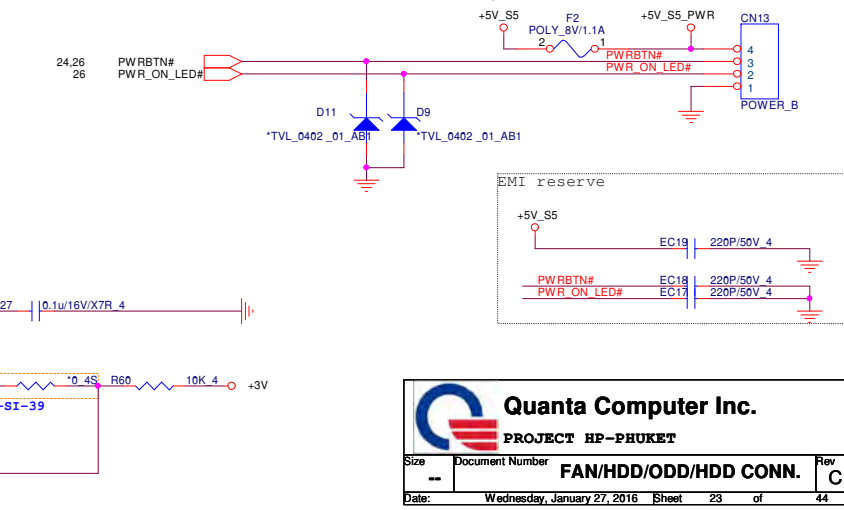 +5V_S5 F2 +5V_S5_PWR CN13
POLY_8V/1.1A
2 1
24,26 PWRBTN# PWRBTN# 4
26 PWR_ON_LED# PWR_ON_LED# 3
2
1
POWER_B
D11 D9
*TVL_0402 _01_AB1 *TVL_0402 _01_AB1
EMI reserve
+5V_S5
EC19 220P/50V_4
PWRBTN# EC18 220P/50V_4
PWR_ON_LED# EC17 220P/50V_4
27 0.1u/16V/X7R_4
*0_4S R60 10K_4 +3V
-SI-39
Quanta Computer Inc.
PROJECT HP-PHUKET
Size Document Number Rev
-- FAN/HDD/ODD/HDD CONN. C
Date: Wednesday, January 27, 2016 Sheet 23 of 44